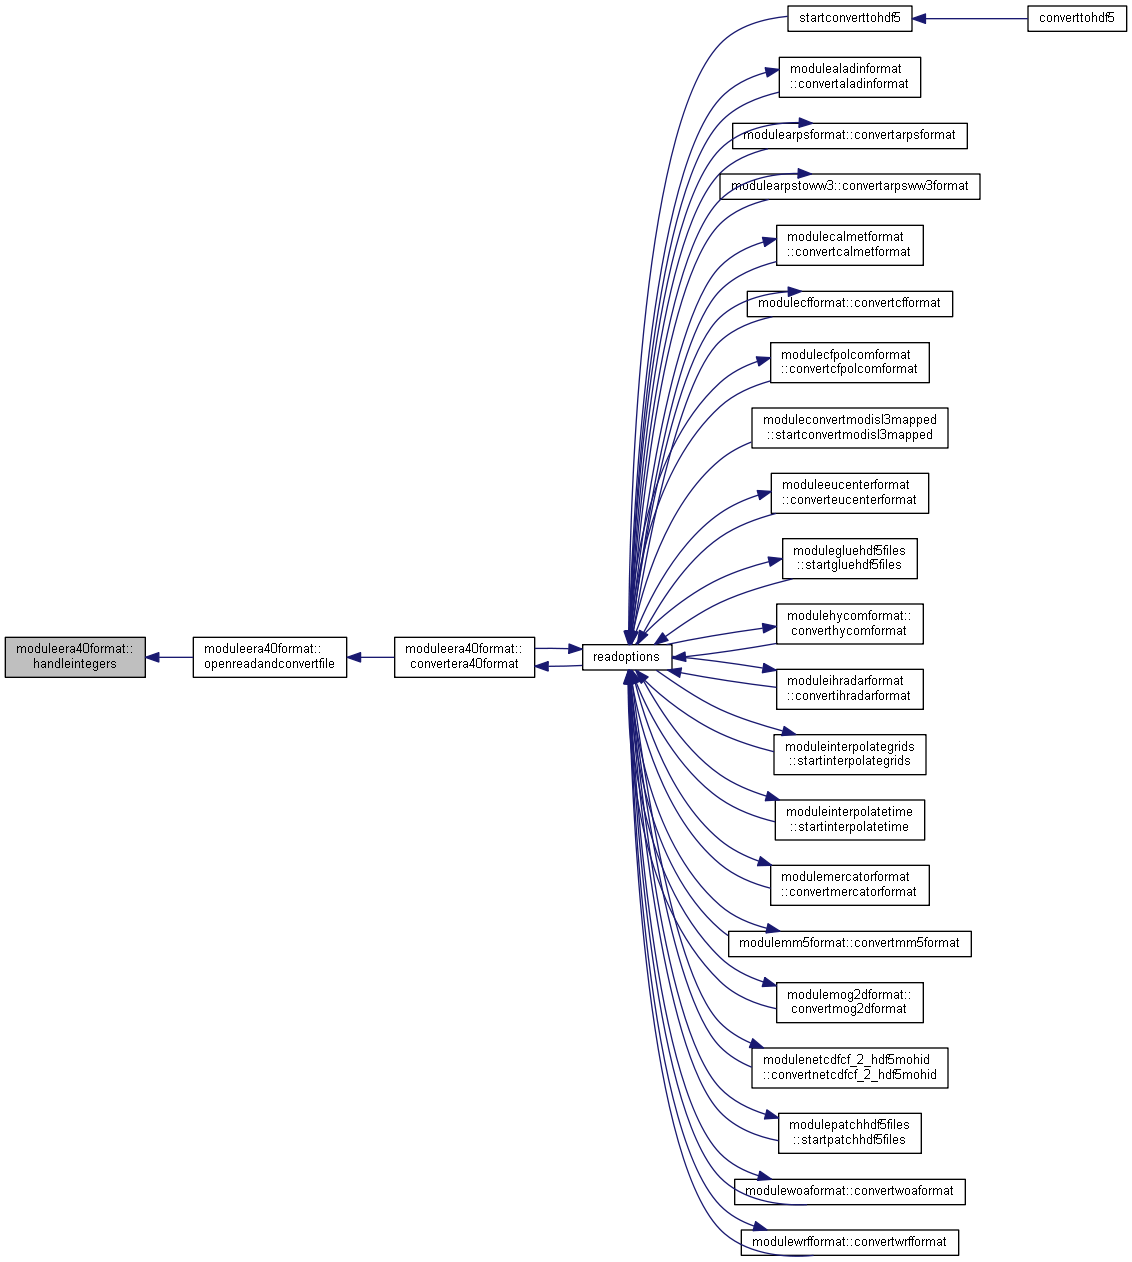 startconverttohdf5
converttohdf5
modulealadinformat
::convertaladinformat
modulearpsformat::convertarpsformat
modulearpstoww3::convertarpsww3format
modulecalmetformat
::convertcalmetformat
modulecfformat::convertcfformat
modulecfpolcomformat
::convertcfpolcomformat
moduleconvertmodisl3mapped
::startconvertmodisl3mapped
moduleeucenterformat
::converteucenterformat
modulegluehdf5files
::startgluehdf5files
modulehycomformat::
converthycomformat
moduleera40format::
handleintegers
moduleera40format::
openreadandconvertfile
moduleera40format::
convertera40format
readoptions
moduleihradarformat
::convertihradarformat
moduleinterpolategrids
::startinterpolategrids
moduleinterpolatetime
::startinterpolatetime
modulemercatorformat
::convertmercatorformat
modulemm5format::convertmm5format
modulemog2dformat::
convertmog2dformat
modulenetcdfcf_2_hdf5mohid
::convertnetcdfcf_2_hdf5mohid
modulepatchhdf5files
::startpatchhdf5files
modulewoaformat::convertwoaformat
modulewrfformat::convertwrfformat